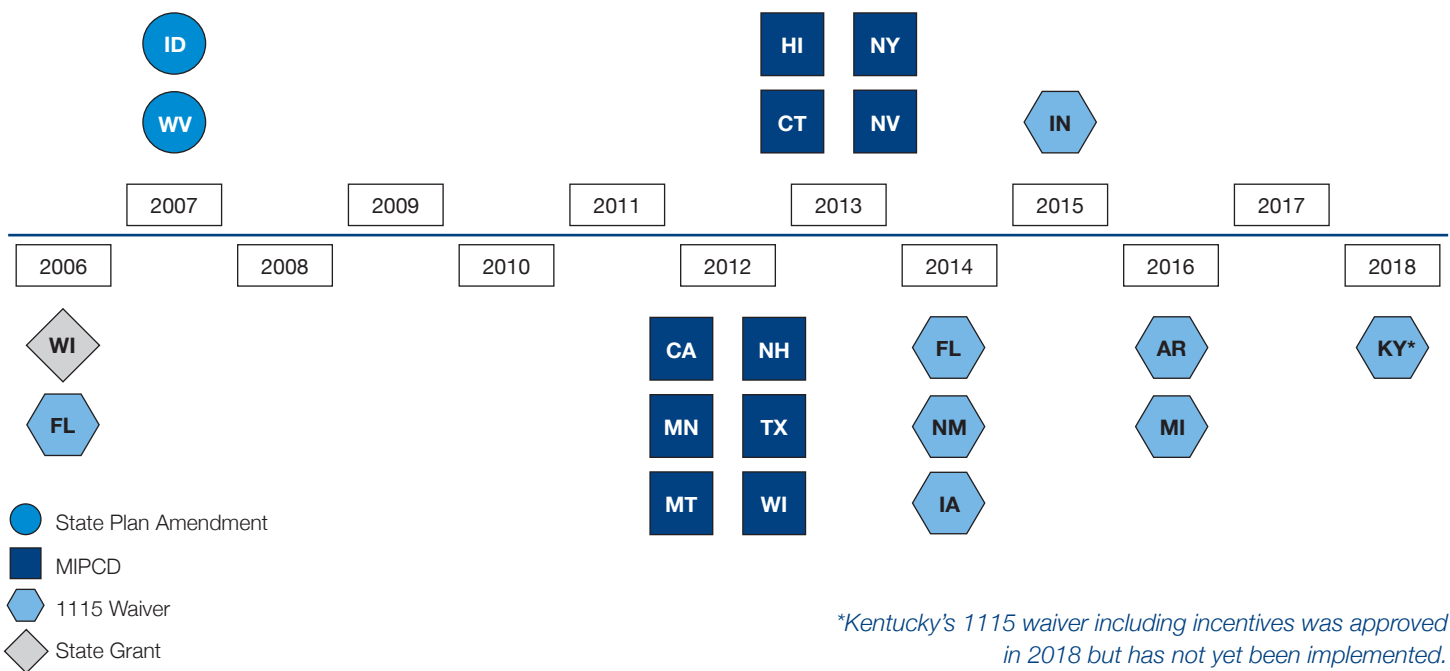 ID
HI NY
WV
CT NV
IN
2007 2009 2011 2013 2015 2017
2006 2008 2010 2012 2014 2016 2018
WI
CA NH
FL
AR
KY*
FL
MN TX
NM
MI
MT WI
IA
State Plan Amendment
MIPCD
1115 Waiver
State Grant
*Kentucky's 1115 waiver including incentives was approved
in 2018 but has not yet been implemented.